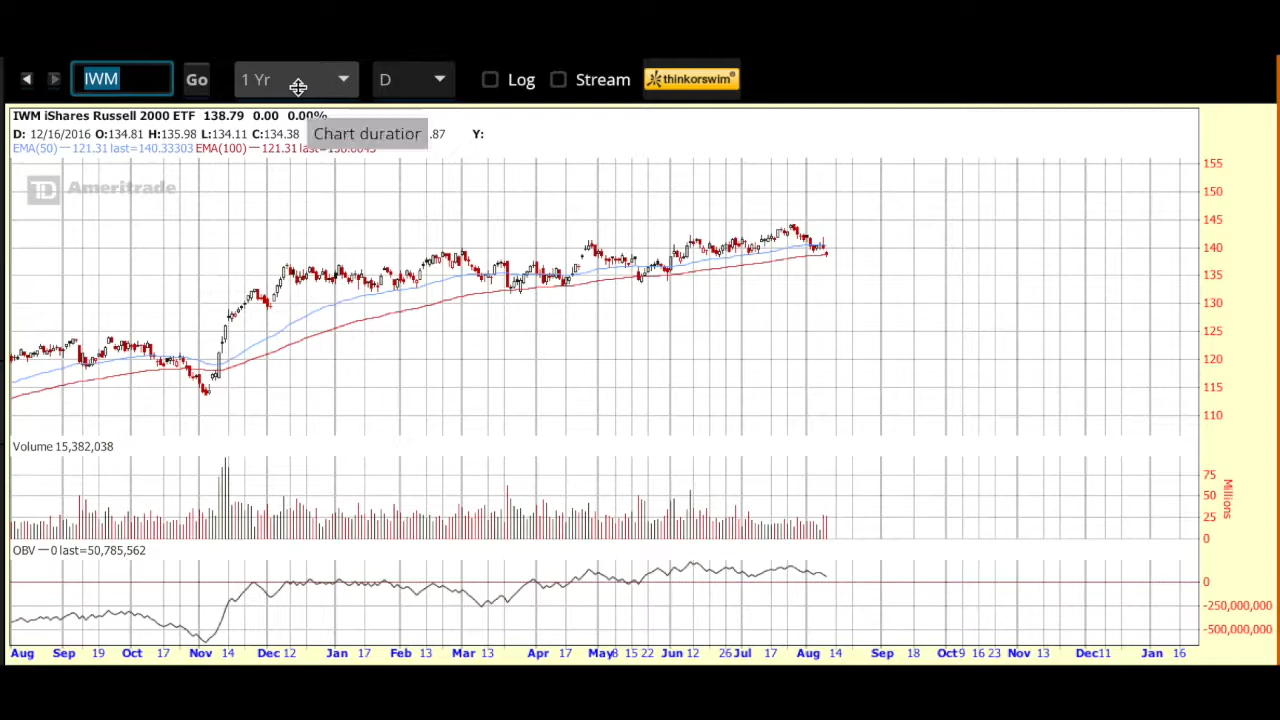 IWM Go 1 Yr D Log Stream thinkorswim®
IWM iShares Russell 2000 ETF 138.79 0.00 0.00%
D: 12/16/2016 O:134.81 H:135.98 L:134.11 C:134.38 .87 Y:
Chart duration
EMA(50) — 121.31 last=140.33303 EMA(100) — 121.31 last=
155
TD Ameritrade
150
145
140
135
130
125
120
115
110
Volume 15,382,038
75
50
25
0
Millions
OBV — 0 last=50,785,562
0
-250,000,000
-500,000,000
Aug Sep 19 Oct 17 Nov 14 Dec 12 Jan 17 Feb 13 Mar 13 Apr 17 May 8 15 22 Jun 12 26 Jul 17 Aug 14 Sep 18 Oct 9 16 23 Nov 13 Dec 11 Jan 16